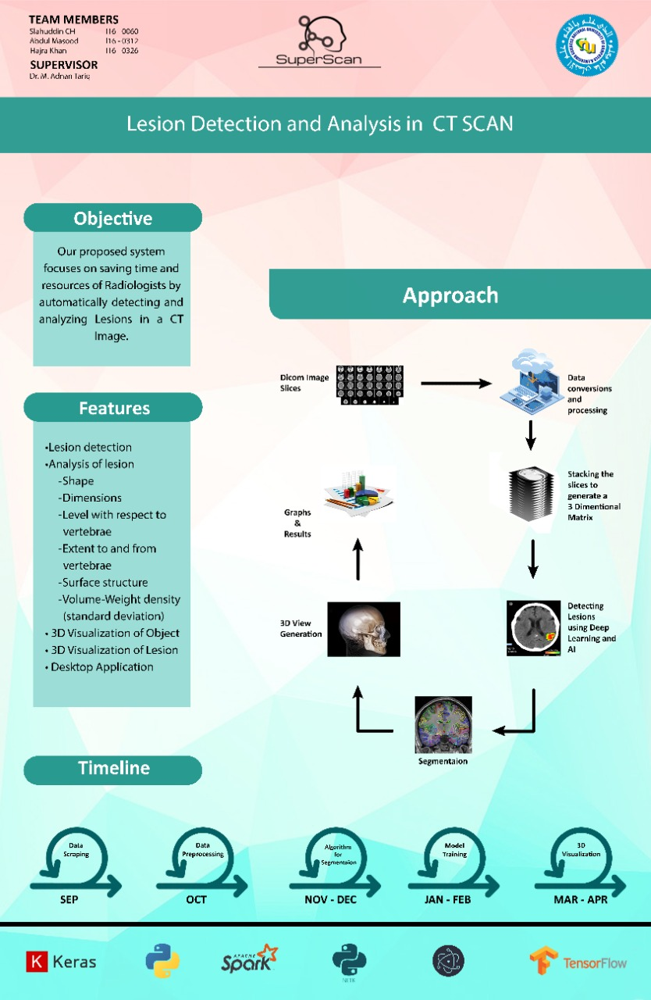 TEAM MEMBERS
Slahuddin CH I16 0060
Abdul Masood I16-0312
Hajra Khan I16 0326
SUPERVISOR
Dr. M. Adnan Tariq
SuperScan
Lesion Detection and Analysis in CT SCAN
Objective
Our proposed system
focuses on saving time and
resources of Radiologists by
automatically detecting and
analyzing Lesions in a CT
Image.
Features
•Lesion detection
•Analysis of lesion
-Shape
-Dimensions
-Level with respect to
vertebrae
-Extent to and from
vertebrae
-Surface structure
-Volume-Weight density
(standard deviation)
• 3D Visualization of Object
• 3D Visualization of Lesion
• Desktop Application
Approach
Dicom Image
Slices
Data
conversions
and
processing
Stacking the
slices to
generate a
3 Dimentional
Matrix
Detecting
Lesions
using Deep
Learning and
AI
Segmentaion
3D View
Generation
Graphs
&
Results
Timeline
Data
Scraping
SEP
Data
Preprocessing
OCT
Algorithm
for
Segmentaion
NOV - DEC
Model
Training
JAN - FEB
3D
Visualization
MAR - APR
K Keras
APACHE
Spark
NLTK
TensorFlow